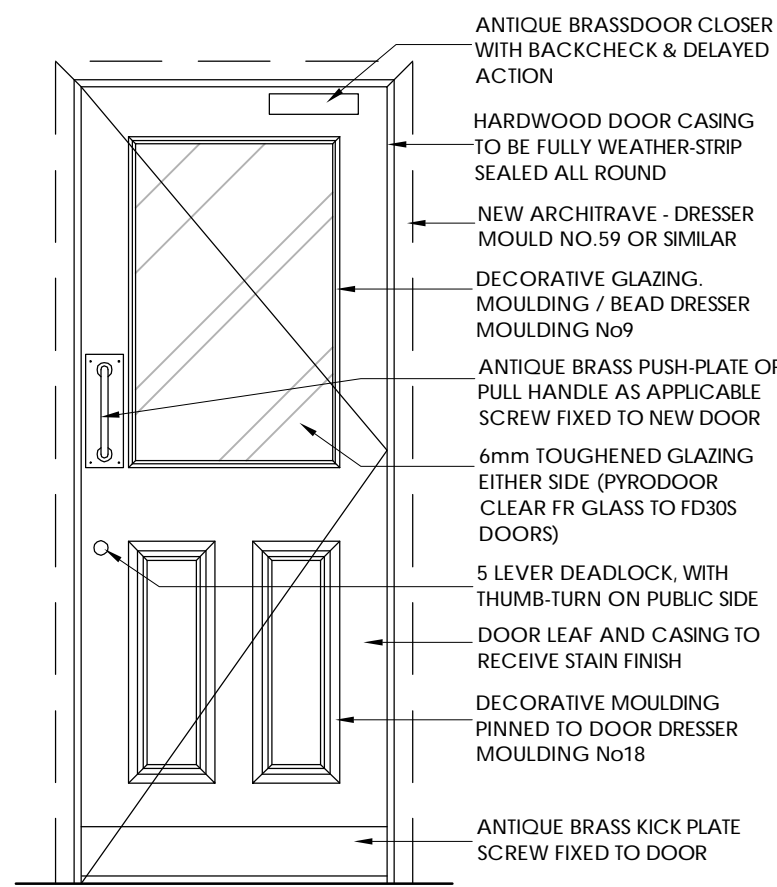 ANTIQUE BRASSDOOR CLOSER
WITH BACKCHECK & DELAYED
ACTION
HARDWOOD DOOR CASING
TO BE FULLY WEATHER-STRIP
SEALED ALL ROUND
NEW ARCHITRAVE - DRESSER
MOULD NO.59 OR SIMILAR
DECORATIVE GLAZING.
MOULDING / BEAD DRESSER
MOULDING No9
ANTIQUE BRASS PUSH-PLATE OR
PULL HANDLE AS APPLICABLE
SCREW FIXED TO NEW DOOR
6mm TOUGHENED GLAZING
EITHER SIDE (PYRODOOR
CLEAR FR GLASS TO FD30S
DOORS)
5 LEVER DEADLOCK, WITH
THUMB-TURN ON PUBLIC SIDE
DOOR LEAF AND CASING TO
RECEIVE STAIN FINISH
DECORATIVE MOULDING
PINNED TO DOOR DRESSER
MOULDING No18
ANTIQUE BRASS KICK PLATE
SCREW FIXED TO DOOR